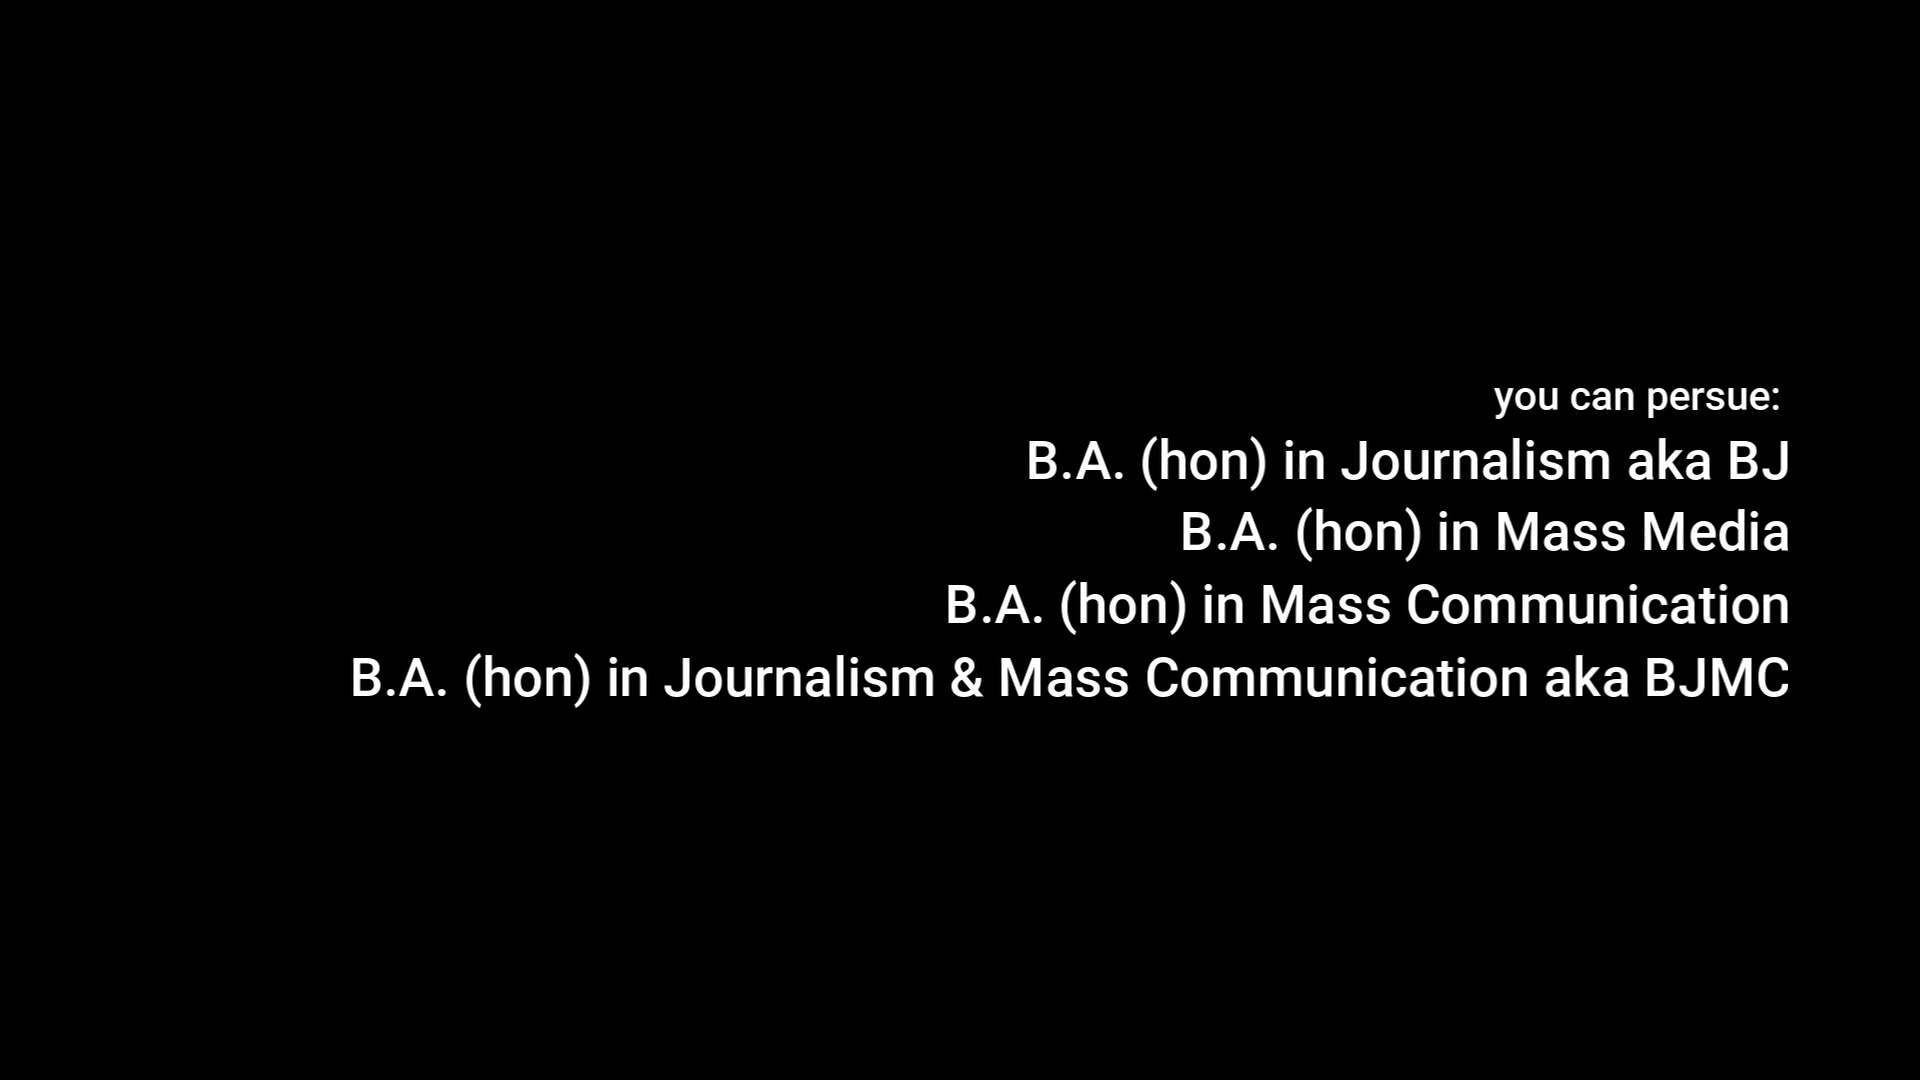 you can persue:
B.A. (hon) in Journalism aka BJ
B.A. (hon) in Mass Media
B.A. (hon) in Mass Communication
B.A. (hon) in Journalism & Mass Communication aka BJMC